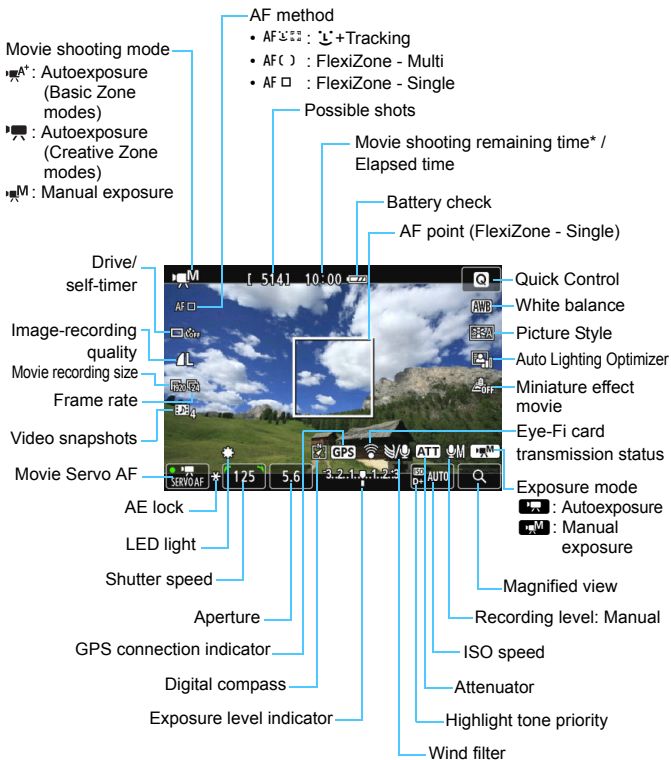 AF method
• AF : +Tracking
• AF( ) : FlexiZone - Multi
• AF : FlexiZone - Single
Movie shooting mode
A+ : Autoexposure
(Basic Zone
modes)
: Autoexposure
(Creative Zone
modes)
M : Manual exposure
Possible shots
Movie shooting remaining time* /
Elapsed time
Battery check
AF point (FlexiZone - Single)
Drive/
self-timer
Image-recording
quality
Movie recording size
Frame rate
Video snapshots
Movie Servo AF
M [ 514] 10:00 Q
AF
AWB
OFF
A
L
1920 24
OFF
4
N GPS ATT M M
SERVO AF * 125 5.6 3..2..1..1..2..3 ISO D+ AUTO
Quick Control
White balance
Picture Style
Auto Lighting Optimizer
Miniature effect
movie
Eye-Fi card
transmission status
Exposure mode
: Autoexposure
M : Manual
exposure
AE lock
LED light
Shutter speed
Aperture
GPS connection indicator
Digital compass
Exposure level indicator
Magnified view
Recording level: Manual
ISO speed
Attenuator
Highlight tone priority
Wind filter